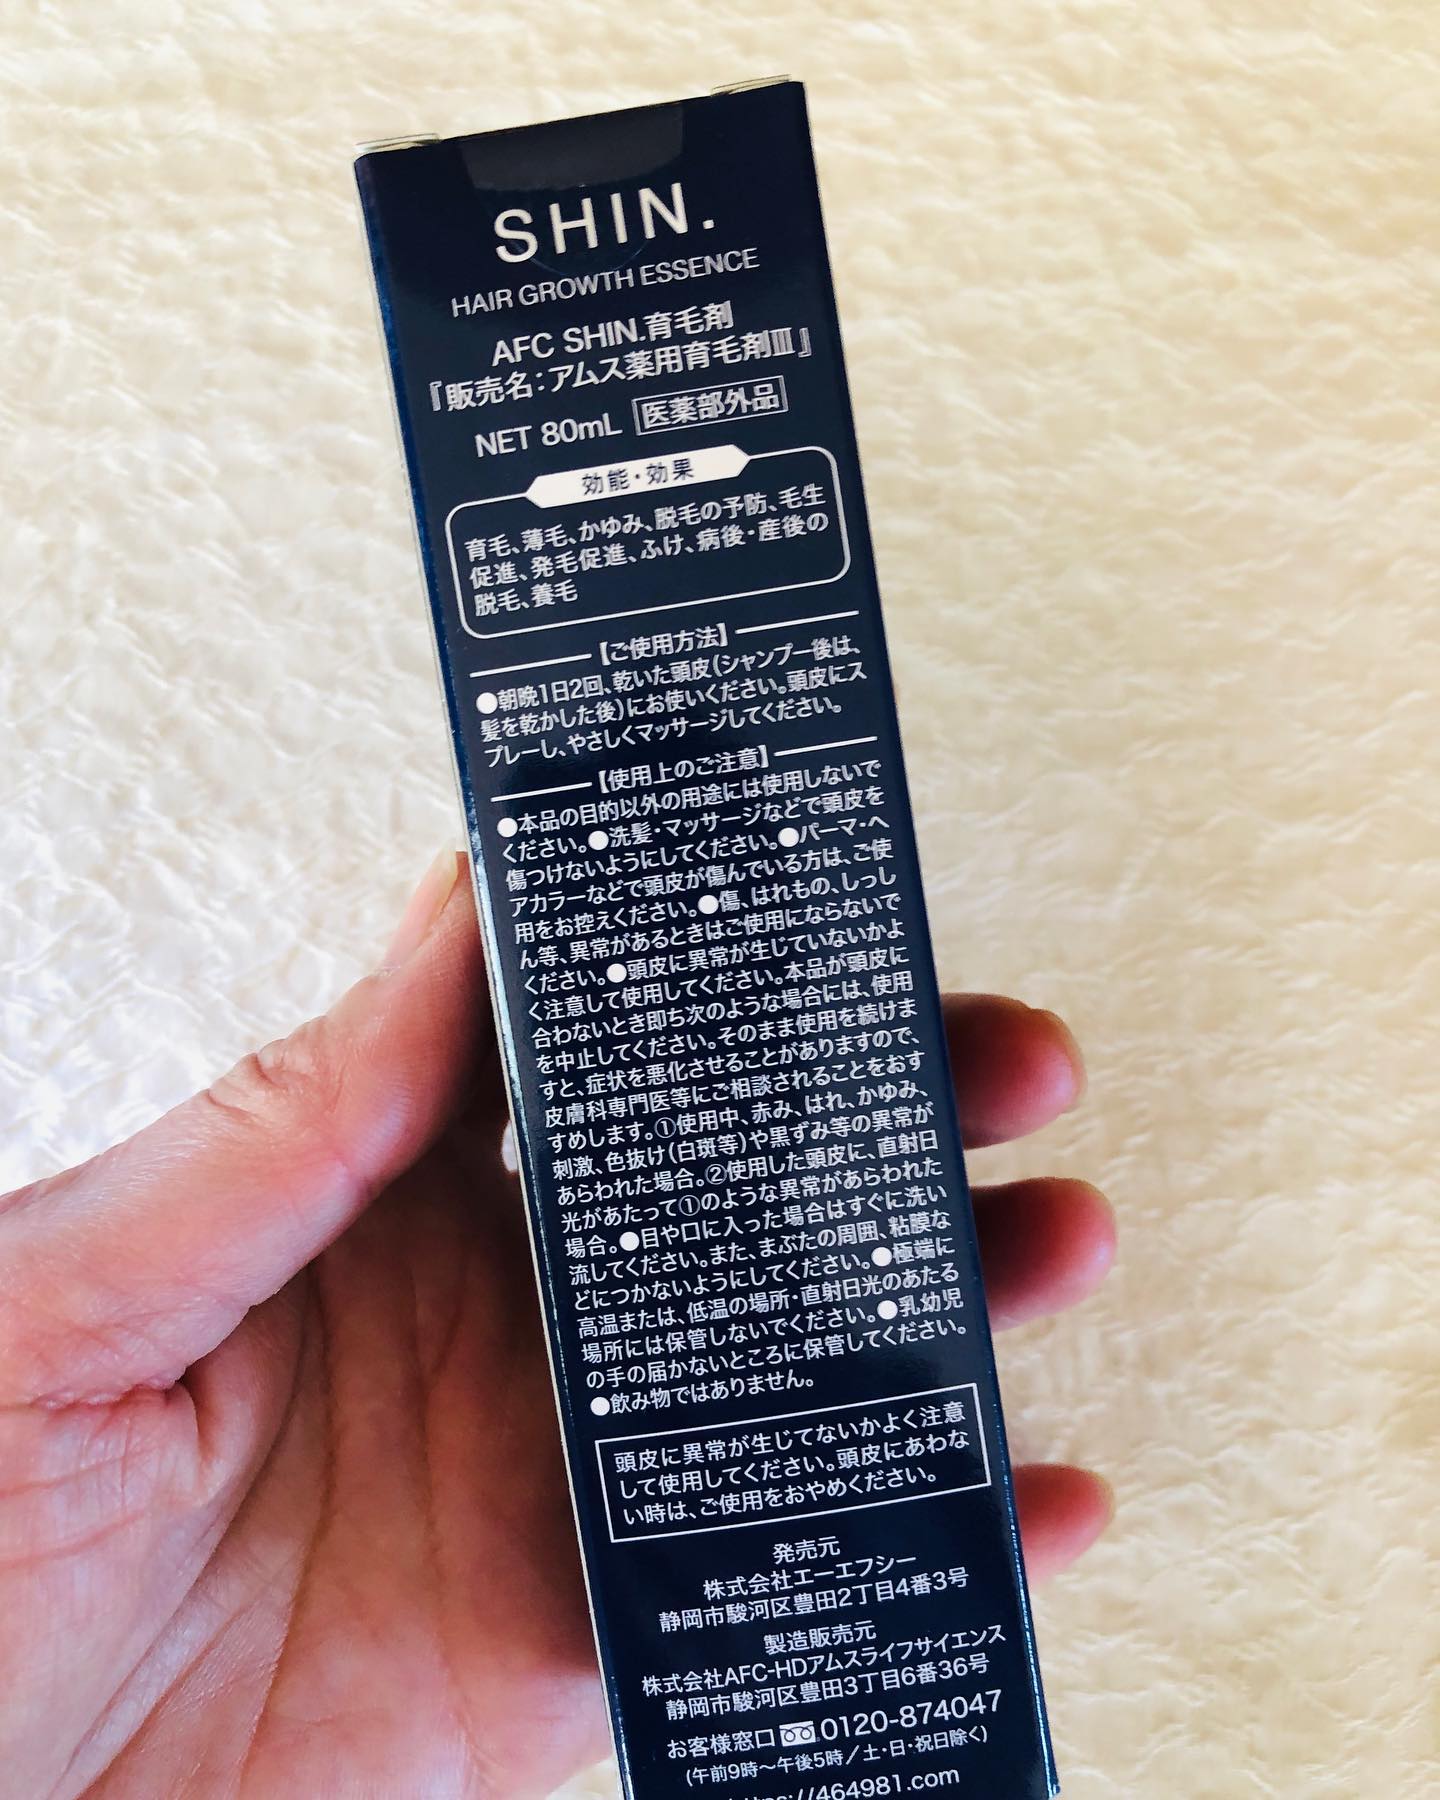 SHIN.
HAIR GROWTH ESSENCE
AFC SHIN.育毛剤
『販売名：アムス薬用育毛剤Ⅲ』
NET 80mL 医薬部外品
効能・効果
育毛、薄毛、かゆみ、脱毛の予防、毛生
促進、発毛促進、ふけ、病後・産後の
脱毛、養毛
【ご使用方法】
●朝晩1日2回、乾いた頭皮（シャンプー後は、
髪を乾かした後）にお使いください。頭皮にス
プレーし、やさしくマッサージしてください。
【使用上のご注意】
●本品の目的以外の用途には使用しないで
ください。●洗髪・マッサージなどで頭皮を
傷つけないようにしてください。●パーマ・ヘ
アカラーなどで頭皮が傷んでいる方は、ご使
用をお控えください。●傷、はれもの、しっし
ん等、異常があるときはご使用にならないで
ください。●頭皮に異常が生じていないかよ
く注意して使用してください。本品が頭皮に
合わないとき即ち次のような場合には、使用
を中止してください。そのまま使用を続けま
すと、症状を悪化させることがありますので、
皮膚科専門医等にご相談されることをおす
すめします。①使用中、赤み、はれ、かゆみ、
刺激、色抜け（白斑等）や黒ずみ等の異常が
あらわれた場合。②使用した頭皮に、直射日
光があたって①のような異常があらわれた
場合。●目や口に入った場合はすぐに洗い
流してください。また、まぶたの周囲、粘膜な
どにつかないようにしてください。●極端に
高温または、低温の場所・直射日光のあたる
場所には保管しないでください。●乳幼児
の手の届かないところに保管してください。
●飲み物ではありません。
頭皮に異常が生じてないかよく注意
して使用してください。頭皮にあわな
い時は、ご使用をおやめください。
発売元
株式会社エーエフシー
静岡市駿河区豊田2丁目4番3号
製造販売元
株式会社AFC-HDアムスライフサイエンス
静岡市駿河区豊田3丁目6番36号
お客様窓口 0120-874047
(午前9時～午後5時／土・日・祝日除く)
https://464981.com